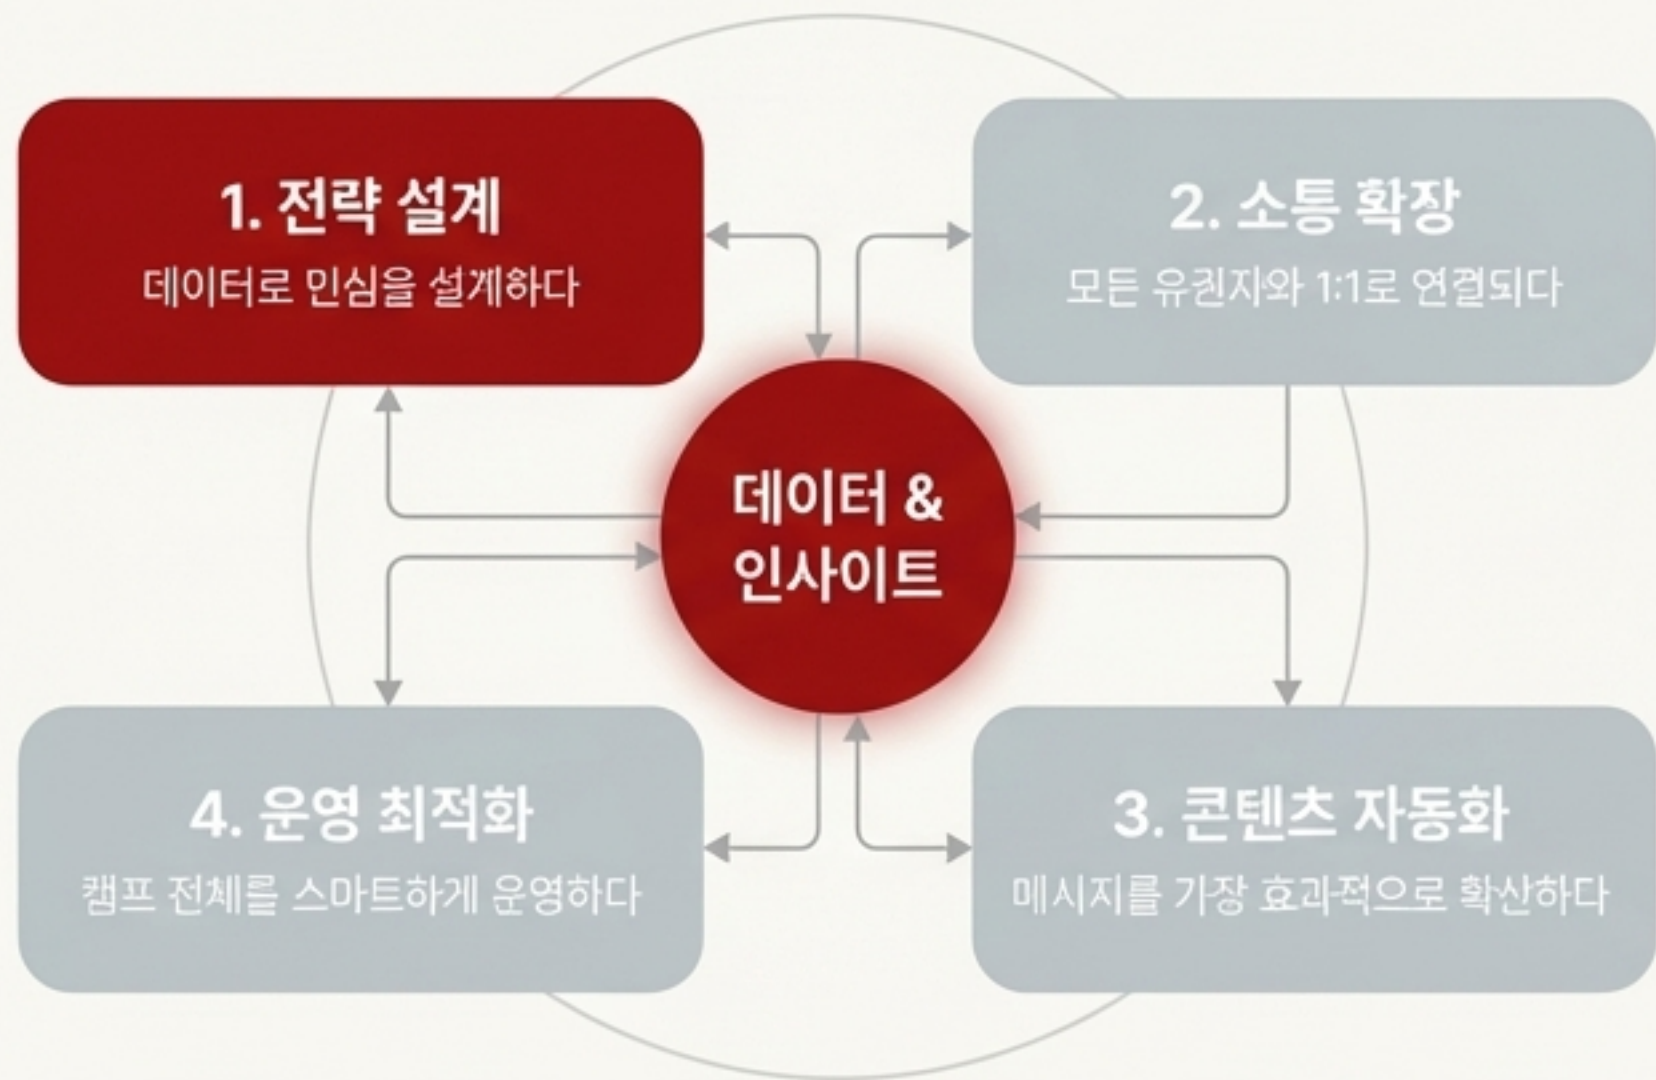 1. 전략 설계
데이터로 민심을 설계하다
2. 소통 확장
모든 유권자와 1:1로 연결되다
데이터 &
인사이트
4. 운영 최적화
캠프 전체를 스마트하게 운영하다
3. 콘텐츠 자동화
메시지를 가장 효과적으로 확산하다